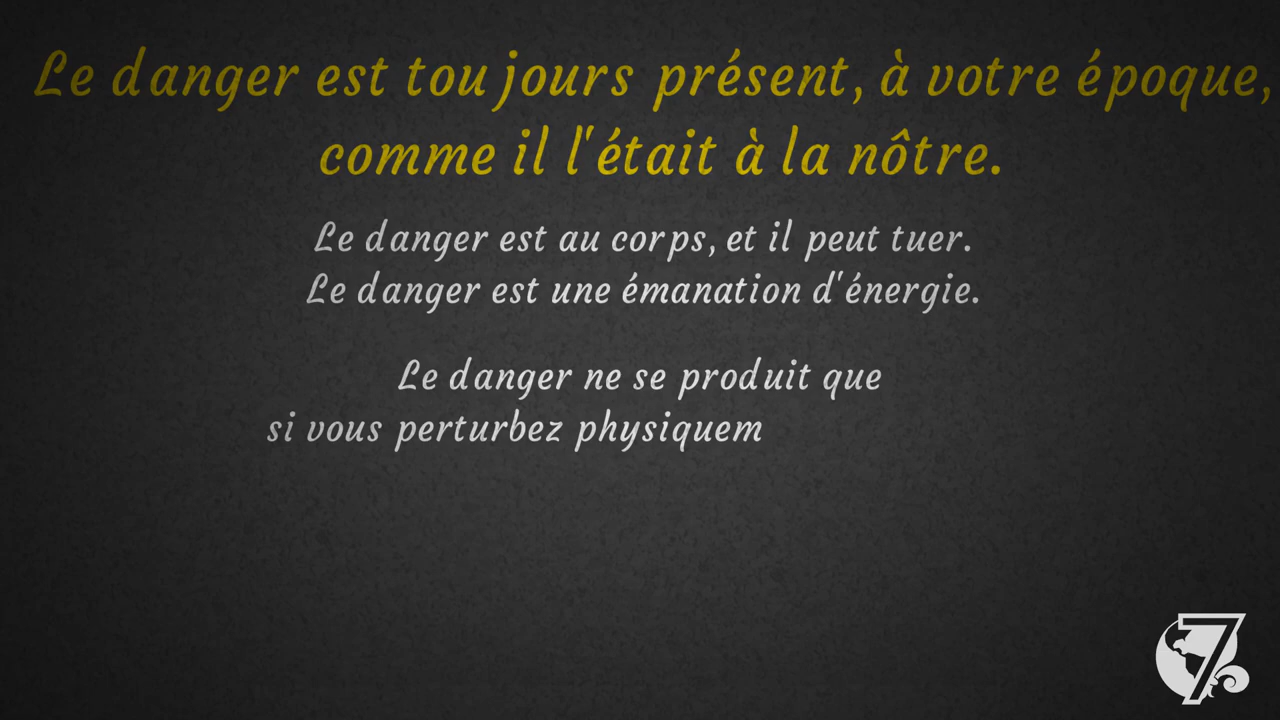 Le danger est toujours présent, à votre époque,
comme il l'était à la nôtre.
Le danger est au corps, et il peut tuer.
Le danger est une émanation d'énergie.
Le danger ne se produit que
si vous perturbez physiquem
7